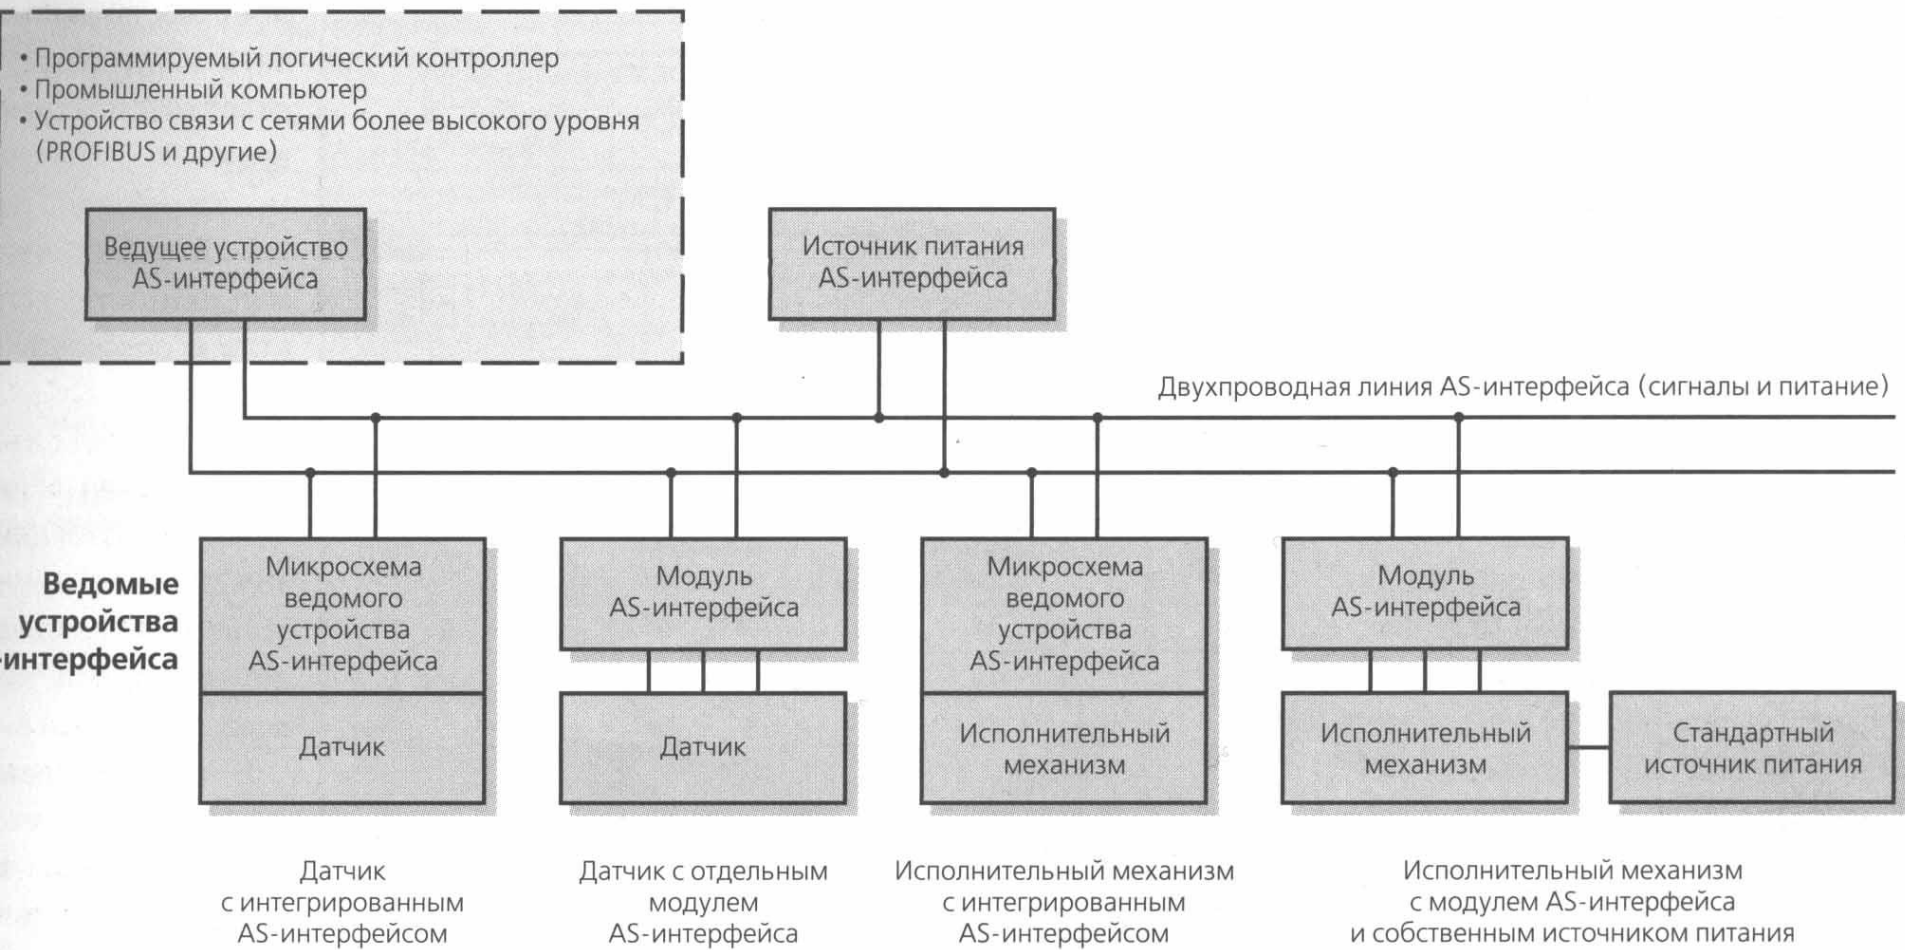 • Программируемый логический контроллер
• Промышленный компьютер
• Устройство связи с сетями более высокого уровня
(PROFIBUS и другие)
Ведущее устройство
AS-интерфейса
Источник питания
AS-интерфейса
Двухпроводная линия AS-интерфейса (сигналы и питание)
Ведомые
устройства
-интерфейса
Микросхема
ведомого
устройства
AS-интерфейса
Датчик
Модуль
AS-интерфейса
Датчик
Микросхема
ведомого
устройства
AS-интерфейса
Исполнительный
механизм
Модуль
AS-интерфейса
Исполнительный
механизм
Стандартный
источник питания
Датчик
с интегрированным
AS-интерфейсом
Датчик с отдельным
модулем
AS-интерфейса
Исполнительный механизм
с интегрированным
AS-интерфейсом
Исполнительный механизм
с модулем AS-интерфейса
и собственным источником питания